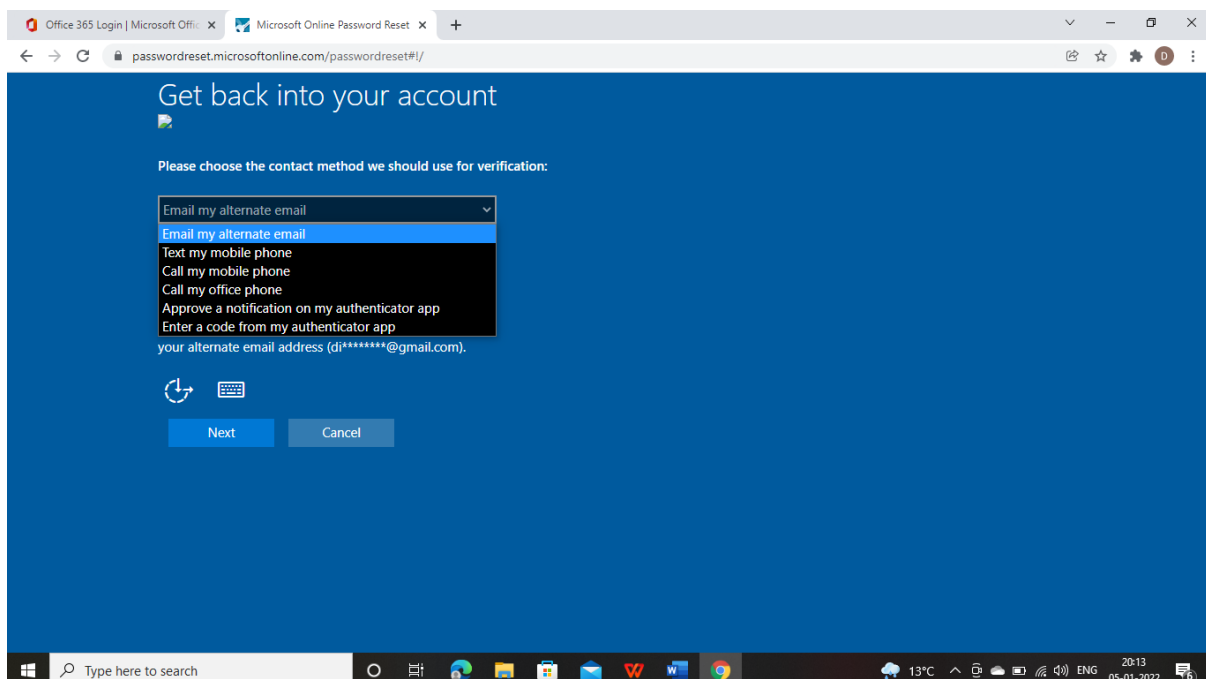 Office 365 Login | Microsoft Offic
Microsoft Online Password Reset
passwordreset.microsoftonline.com/passwordreset#!/
D
Get back into your account
Please choose the contact method we should use for verification:
Email my alternate email
Email my alternate email
Text my mobile phone
Call my mobile phone
Call my office phone
Approve a notification on my authenticator app
Enter a code from my authenticator app
your alternate email address (di********@gmail.com).
Next Cancel
Type here to search
W
W
13°C
ENG
20:13
05-01-2022
6